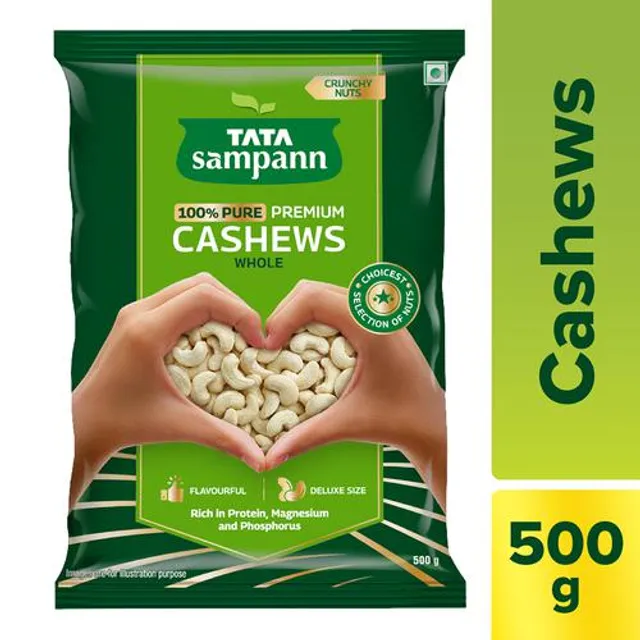 CRUNCHY
NUTS
TATA
sampann
100% PURE PREMIUM
CASHEWS
WHOLE
• CHOICEST •
SELECTION OF NUTS
FLAVOURFUL
DELUXE SIZE
Rich in Protein, Magnesium
and Phosphorus
500 g
Cashews
500
g